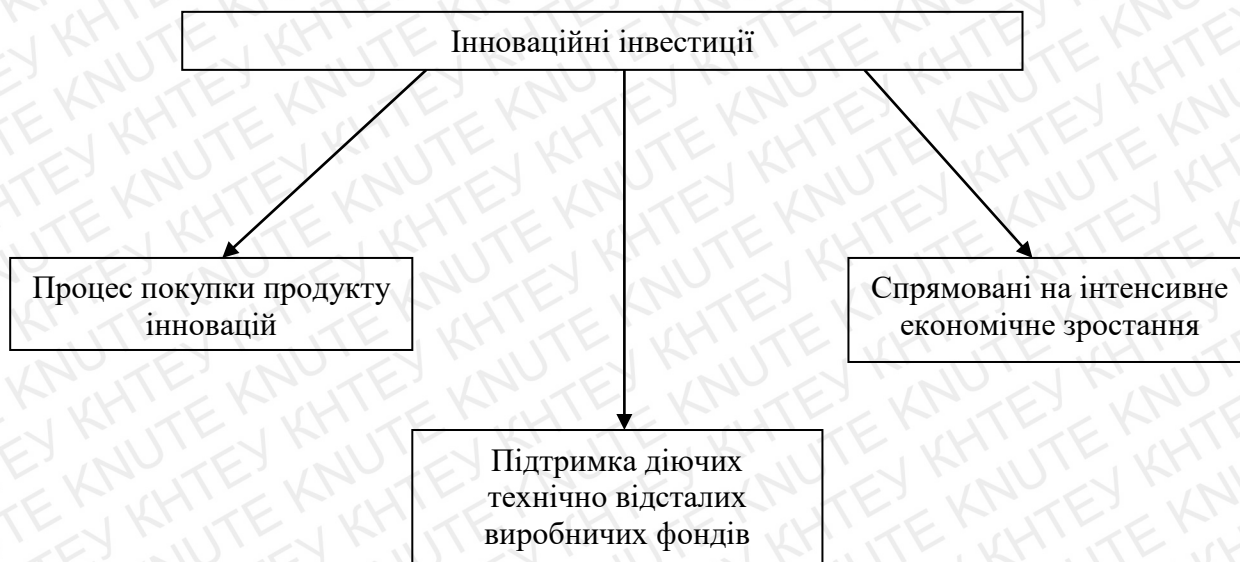 Інноваційні інвестиції
Процес покупки продукту
інновацій
Спрямовані на інтенсивне
економічне зростання
Підтримка діючих
технічно відсталих
виробничих фондів